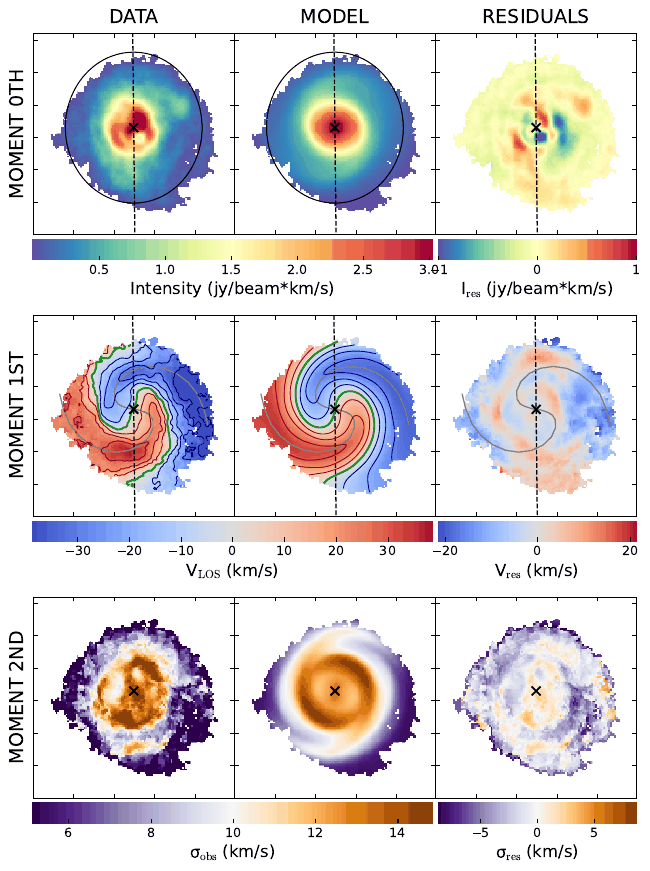 DATA MODEL RESIDUALS
MOMENT 0TH
0.5 1.0 1.5 2.0 2.5 3.0 −1 0 1
Intensity (jy/beam*km/s) I_res (jy/beam*km/s)
MOMENT 1ST
−30 −20 −10 0 10 20 30 −20 0 20
V_LOS (km/s) V_res (km/s)
MOMENT 2ND
6 8 10 12 14 −5 0 5
σ_obs (km/s) σ_res (km/s)